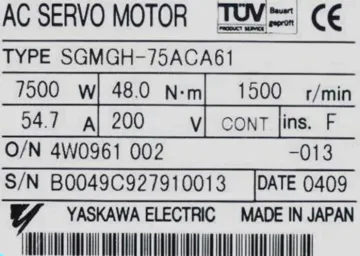 AC SERVO MOTOR TÜV Bauart geprüft CE
PRODUCT SERVICE
TYPE SGMGH-75ACA61
7500 W 48.0 N·m 1500 r/min
54.7 A 200 V CONT ins. F
O/N 4W0961 002 -013
S/N B0049C927910013 DATE 0409
YASKAWA ELECTRIC MADE IN JAPAN